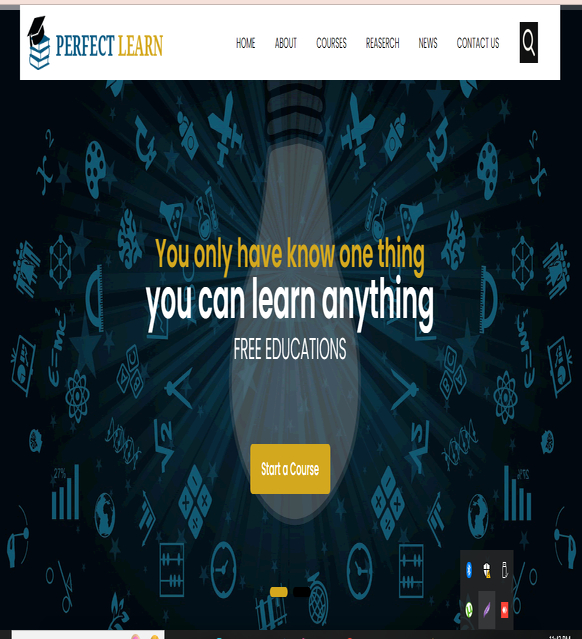 PERFECT LEARN
HOME ABOUT COURSES REASERCH NEWS CONTACT US
You only have know one thing
you can learn anything
FREE EDUCATIONS
Start a Course
27%